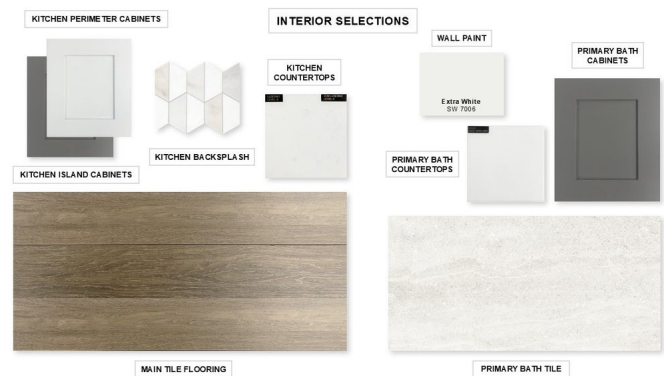 INTERIOR SELECTIONS
KITCHEN PERIMETER CABINETS
KITCHEN
COUNTERTOPS
WALL PAINT
PRIMARY BATH
CABINETS
Extra White
SW 7006
KITCHEN BACKSPLASH
PRIMARY BATH
COUNTERTOPS
KITCHEN ISLAND CABINETS
MAIN TILE FLOORING
PRIMARY BATH TILE